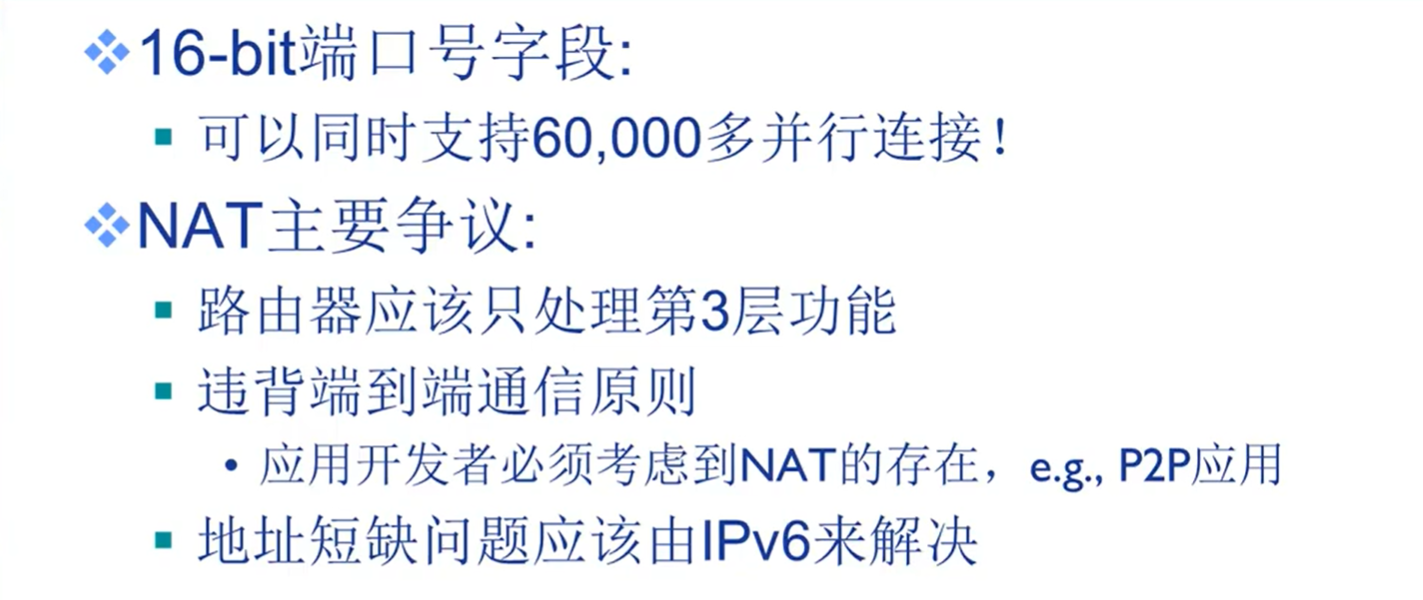 16-bit端口号字段:
可以同时支持60,000多并行连接！
NAT主要争议:
路由器应该只处理第3层功能
违背端到端通信原则
应用开发者必须考虑到NAT的存在，e.g., P2P应用
地址短缺问题应该由IPv6来解决